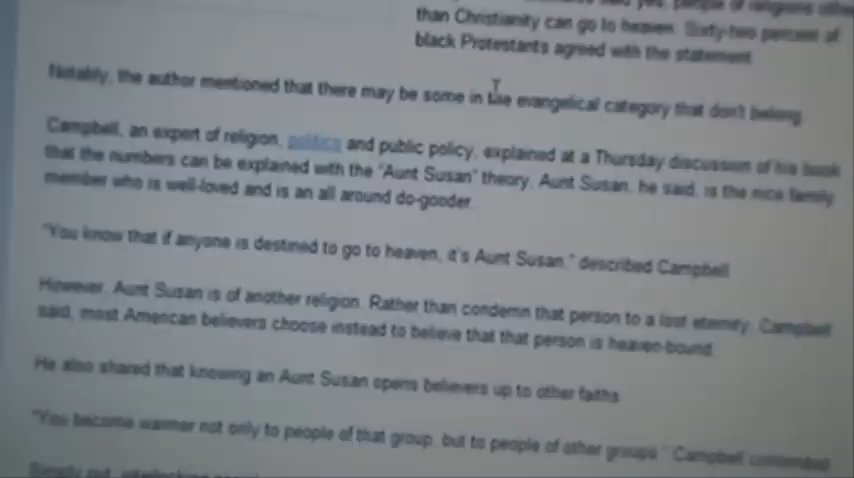 people of religions other
than Christianity can go to heaven. Sixty-two percent of
black Protestants agreed with the statement.
Notably, the author mentioned that there may be some in the evangelical category that don't belong.
Campbell, an expert of religion, politics and public policy, explained at a Thursday discussion of his book
that the numbers can be explained with the "Aunt Susan" theory. Aunt Susan, he said, is the nice family
member who is well-loved and is an all around do-gooder.
"You know that if anyone is destined to go to heaven, it's Aunt Susan," described Campbell.
However, Aunt Susan is of another religion. Rather than condemn that person to a lost eternity, Campbell
said, most American believers choose instead to believe that that person is heaven-bound.
He also shared that knowing an Aunt Susan opens believers up to other faiths.
"You become warmer not only to people of that group, but to people of other groups," Campbell contended.
Simply put, interlocking